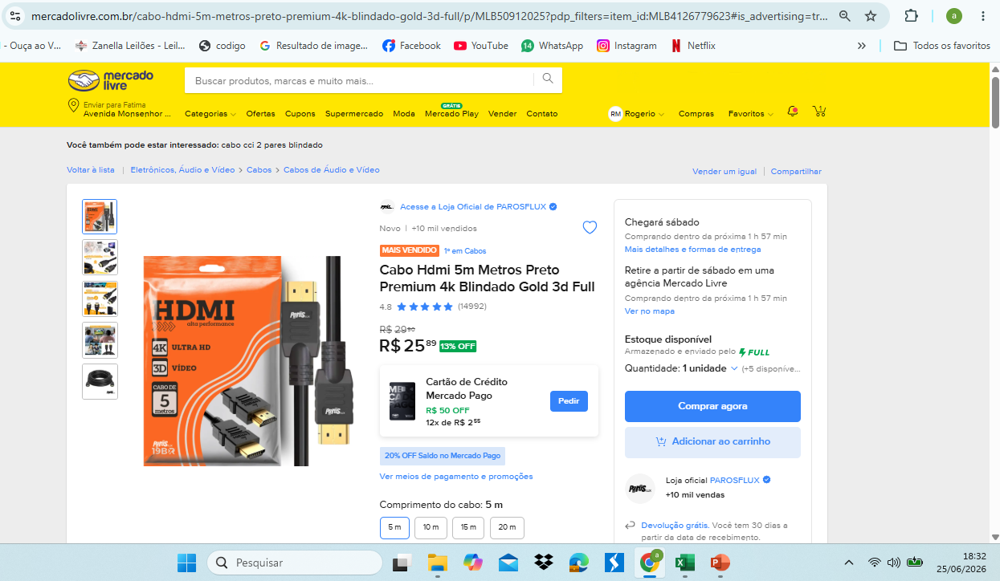 mercadolivre.com.br/cabo-hdmi-5m-metros-preto-premium-4k-blindado-gold-3d-full/p/MLB50912025?pdp_filters=item_id:MLB4126779623#is_advertising=tr...
a
- Ouça ao V...
Zanella Leilões - Leil...
codigo
Resultado de image...
Facebook
YouTube
14
WhatsApp
Instagram
Netflix
»
Todos os favoritos
mercado
livre
Buscar produtos, marcas e muito mais...
Enviar para Fatima
Avenida Monsenhor ...
GRÁTIS
Categorias
Ofertas
Cupons
Supermercado
Moda
Mercado Play
Vender
Contato
RM
Rogerio
Compras
Favoritos
1
Você também pode estar interessado: cabo cci 2 pares blindado
Voltar à lista | Eletrônicos, Áudio e Vídeo > Cabos > Cabos de Áudio e Vídeo
Vender um igual | Compartilhar
HDMI
alta performance
4K ULTRA HD
3D VÍDEO
CABO DE
5
metros
19B R
Acesse a Loja Oficial de PAROSFLUX
Novo | +10 mil vendidos
MAIS VENDIDO 1º em Cabos
Cabo Hdmi 5m Metros Preto
Premium 4k Blindado Gold 3d Full
4.8 (14992)
R$ 29⁹⁰
R$ 25⁸⁹ 13% OFF
Cartão de Crédito
Mercado Pago
R$ 50 OFF
12x de R$ 2⁵⁵
Pedir
20% OFF Saldo no Mercado Pago
Ver meios de pagamento e promoções
Comprimento do cabo: 5 m
5 m
10 m
15 m
20 m
Chegará sábado
Comprando dentro da próxima 1 h 57 min
Mais detalhes e formas de entrega
Retire a partir de sábado em uma
agência Mercado Livre
Comprando dentro da próxima 1 h 57 min
Ver no mapa
Estoque disponível
Armazenado e enviado pelo FULL
Quantidade: 1 unidade (+5 disponíve...
Comprar agora
Adicionar ao carrinho
Loja oficial PAROSFLUX
+10 mil vendas
Devolução grátis. Você tem 30 dias a
partir da data de recebimento.
Pesquisar
18:32
25/06/2026